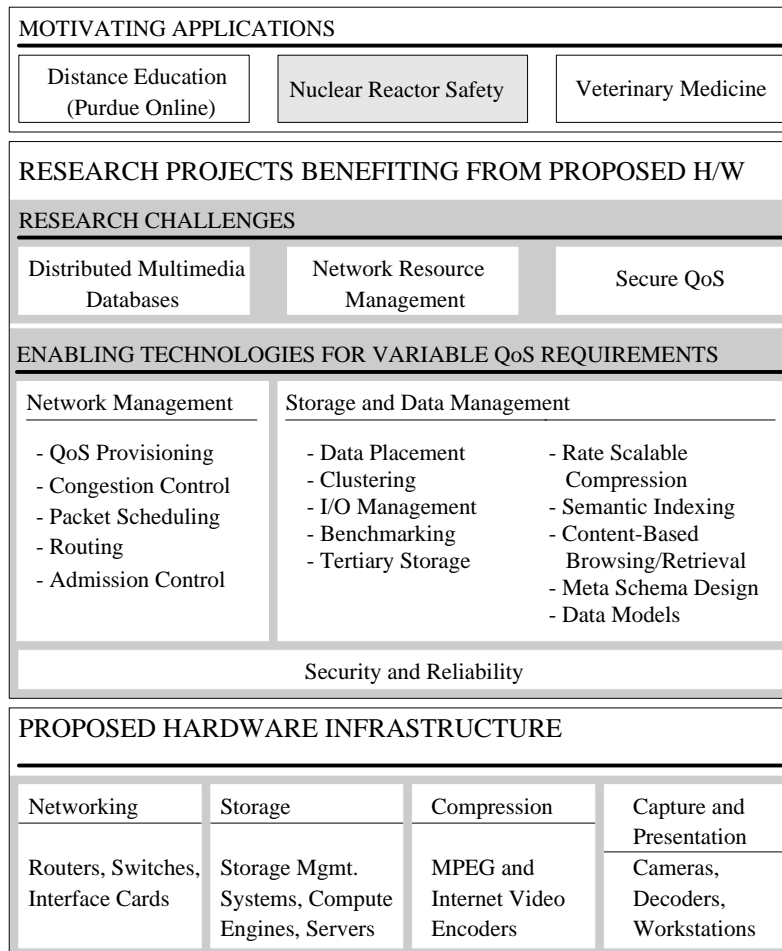 MOTIVATING APPLICATIONS
Distance Education
(Purdue Online)
Nuclear Reactor Safety
Veterinary Medicine
RESEARCH PROJECTS BENEFITING FROM PROPOSED H/W
RESEARCH CHALLENGES
Distributed Multimedia
Databases
Network Resource
Management
Secure QoS
ENABLING TECHNOLOGIES FOR VARIABLE QoS REQUIREMENTS
Network Management
- QoS Provisioning
- Congestion Control
- Packet Scheduling
- Routing
- Admission Control
Storage and Data Management
- Data Placement
- Clustering
- I/O Management
- Benchmarking
- Tertiary Storage
- Rate Scalable
Compression
- Semantic Indexing
- Content-Based
Browsing/Retrieval
- Meta Schema Design
- Data Models
Security and Reliability
PROPOSED HARDWARE INFRASTRUCTURE
Networking
Routers, Switches,
Interface Cards
Storage
Storage Mgmt.
Systems, Compute
Engines, Servers
Compression
MPEG and
Internet Video
Encoders
Capture and
Presentation
Cameras,
Decoders,
Workstations